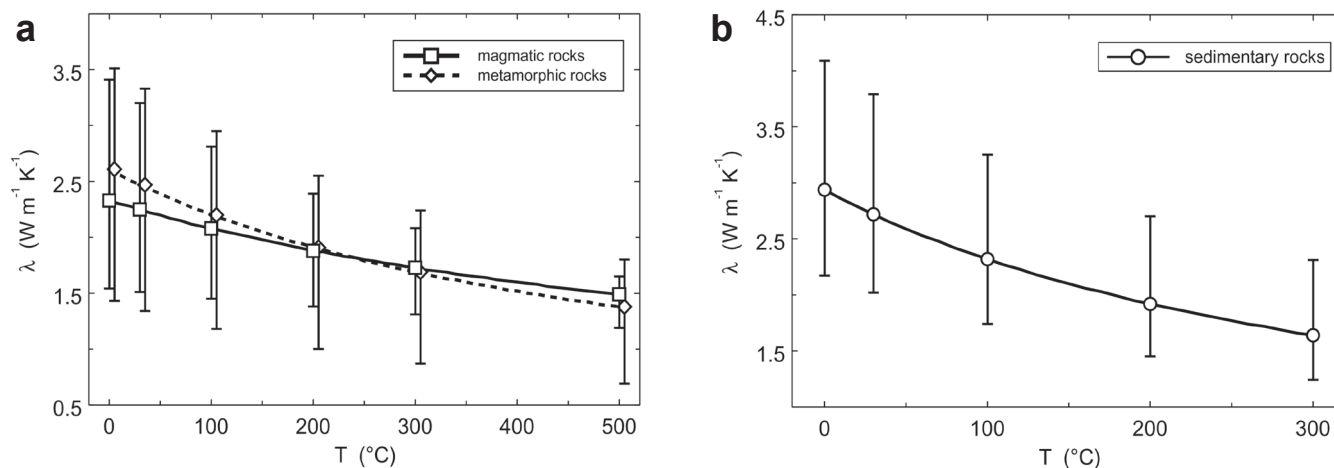 a
magmatic rocks
metamorphic rocks
3.5
2.5
1.5
0.5
λ (W m⁻¹ K⁻¹)
0 100 200 300 400 500
T (°C)
b
sedimentary rocks
4.5
3.5
2.5
1.5
λ (W m⁻¹ K⁻¹)
0 100 200 300
T (°C)